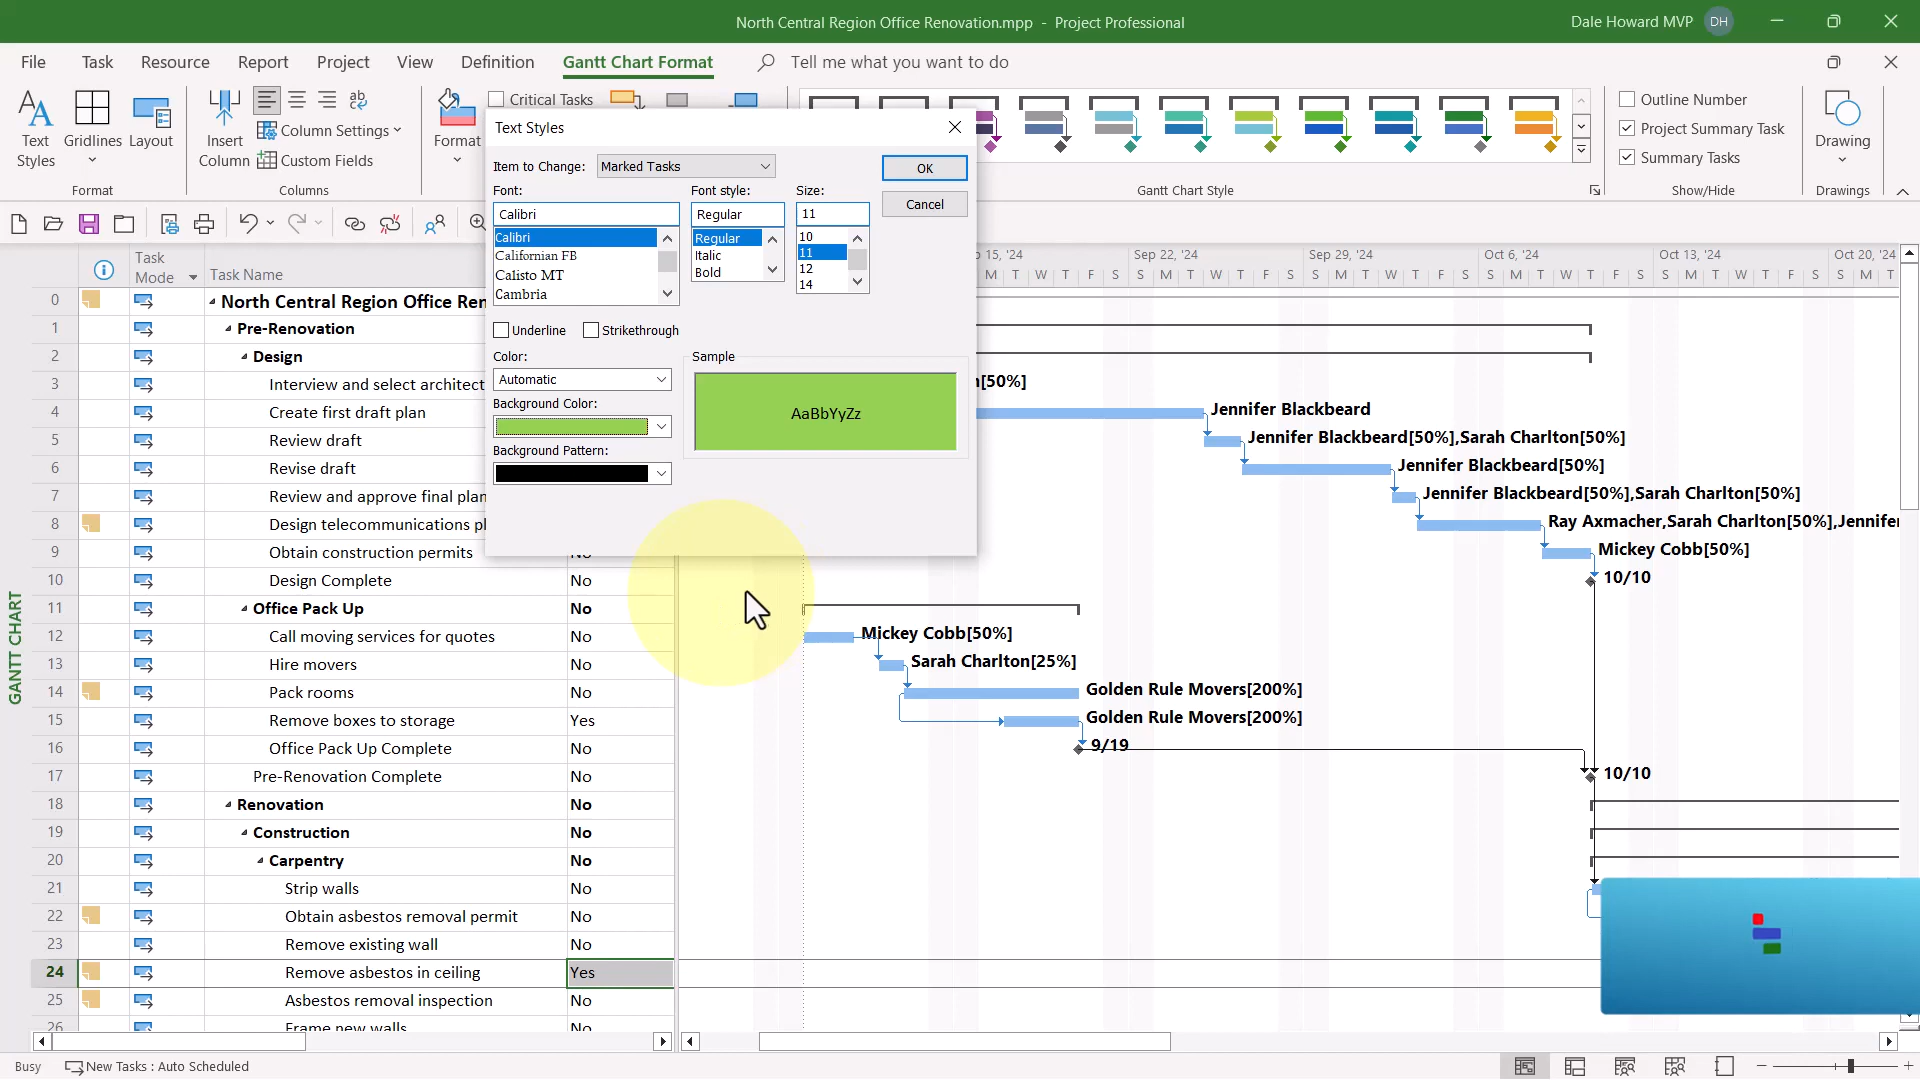 North Central Region Office Renovation.mpp - Project Professional
Dale Howard MVP DH
File Task Resource Report Project View Definition Gantt Chart Format Tell me what you want to do
Text Styles
Gridlines
Layout
Format
Insert Column
ab
Column Settings
Custom Fields
Columns
Format
Critical Tasks
Gantt Chart Style
Outline Number
Project Summary Task
Summary Tasks
Show/Hide
Drawing
Drawings
Text Styles
Item to Change: Marked Tasks
OK
Font: Font style: Size:
Calibri Regular 11
Cancel
Calibri Regular 10
Californian FB Italic 11
Calisto MT Bold 12
Cambria 14
Underline Strikethrough
Color: Sample
Automatic
Background Color:
AaBbYyZz
Background Pattern:
Task Mode Task Name
15, '24 Sep 22, '24 Sep 29, '24 Oct 6, '24 Oct 13, '24 Oct 20, '24
M T W T F S S M T W T F S S M T W T F S S M T W T F S S M T W T F S S M T
0 North Central Region Office Ren
1 Pre-Renovation
2 Design
3 Interview and select architect [50%]
4 Create first draft plan Jennifer Blackbeard
5 Review draft Jennifer Blackbeard[50%],Sarah Charlton[50%]
6 Revise draft Jennifer Blackbeard[50%]
7 Review and approve final plan Jennifer Blackbeard[50%],Sarah Charlton[50%]
8 Design telecommunications pl Ray Axmacher,Sarah Charlton[50%],Jennifer
9 Obtain construction permits No Mickey Cobb[50%]
10 Design Complete No 10/10
11 Office Pack Up No
12 Call moving services for quotes No Mickey Cobb[50%]
13 Hire movers No Sarah Charlton[25%]
14 Pack rooms No Golden Rule Movers[200%]
15 Remove boxes to storage Yes Golden Rule Movers[200%]
16 Office Pack Up Complete No 9/19
17 Pre-Renovation Complete No 10/10
18 Renovation No
19 Construction No
20 Carpentry No
21 Strip walls No
22 Obtain asbestos removal permit No
23 Remove existing wall No
24 Remove asbestos in ceiling Yes
25 Asbestos removal inspection No
26 Frame new walls No
GANTT CHART
Busy New Tasks : Auto Scheduled